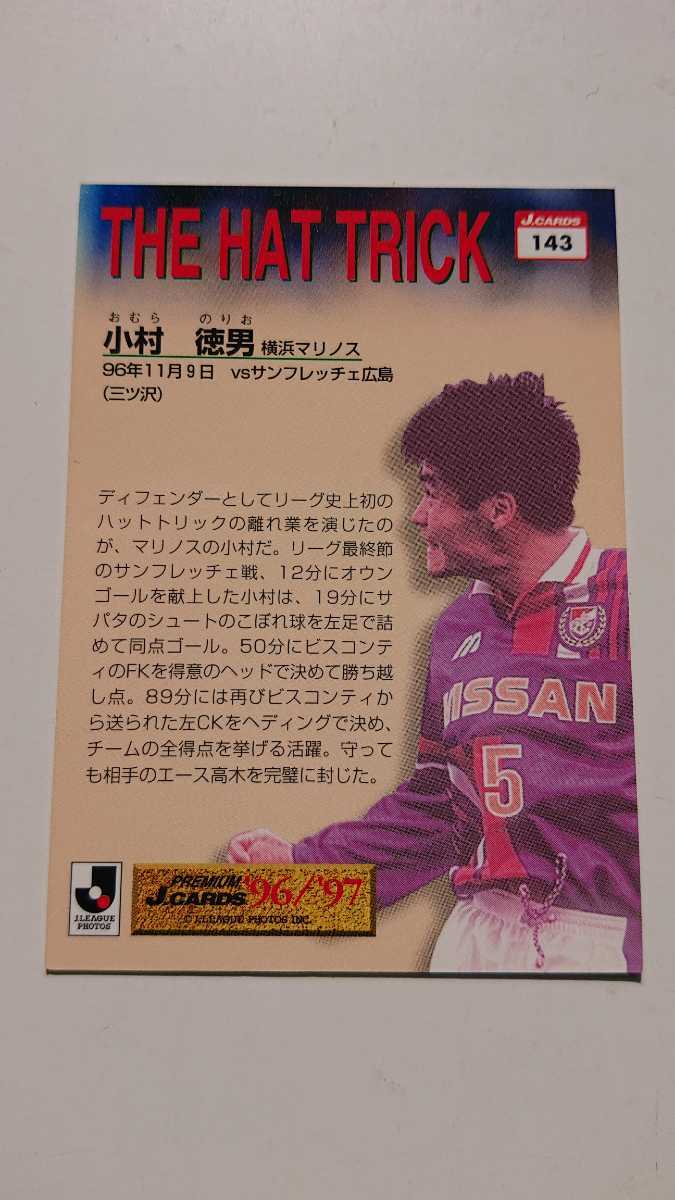 THE HAT TRICK
J.CARDS
143
おむら のりお
小村 徳男 横浜マリノス
96年11月9日 vsサンフレッチェ広島
(三ツ沢)
ディフェンダーとしてリーグ史上初の
ハットトリックの離れ業を演じたの
が、マリノスの小村だ。リーグ最終節
のサンフレッチェ戦、12分にオウン
ゴールを献上した小村は、19分にサ
パタのシュートのこぼれ球を左足で詰
めて同点ゴール。50分にビスコンテ
ィのFKを得意のヘッドで決めて勝ち越
し点。89分には再びビスコンティか
ら送られた左CKをヘディングで決め、
チームの全得点を挙げる活躍。守って
も相手のエース高木を完璧に封じた。
NISSAN
5
J.LEAGUE
PHOTOS
PREMIUM
J.CARDS '96/'97
© J.LEAGUE PHOTOS INC.